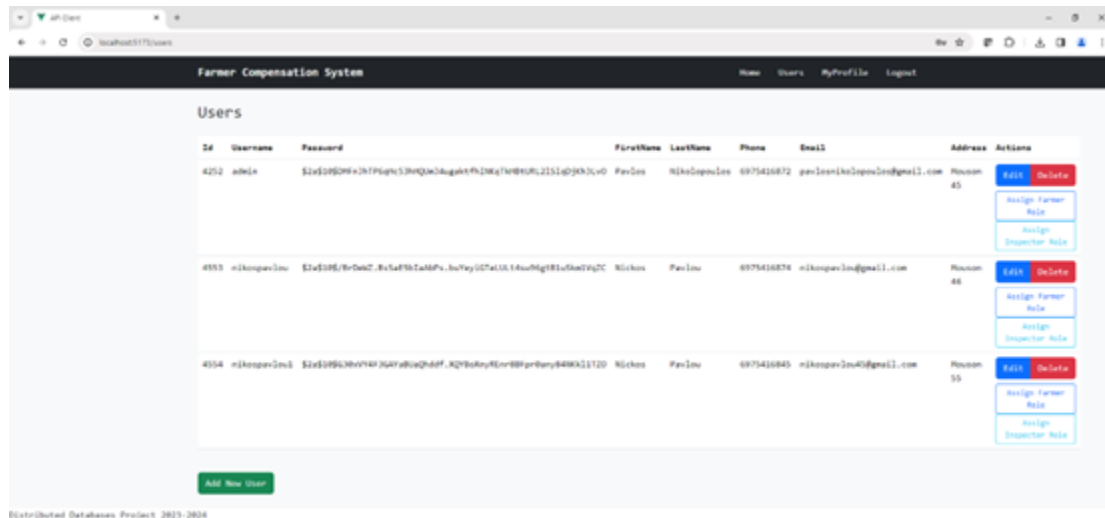 API Client
localhost:5173/users
Farmer Compensation System Home Users MyProfile Logout
Users
Id Username Password FirstName LastName Phone Email Address Actions
4252 admin Pavlos Nikolopoulos 6975416872 pavlosnikolopoulos@gmail.com Mouson Edit Delete
45
Assign Farmer
Role
Assign
Inspector Role
4553 nikospavlou Nickos Pavlou 6975416874 nikospavlou@gmail.com Mouson Edit Delete
46
Assign Farmer
Role
Assign
Inspector Role
4554 nikospavlou1 Nickos Pavlou 6975416845 nikospavlou45@gmail.com Mouson Edit Delete
55
Assign Farmer
Role
Assign
Inspector Role
Add New User
Distributed Databases Project 2023-2024